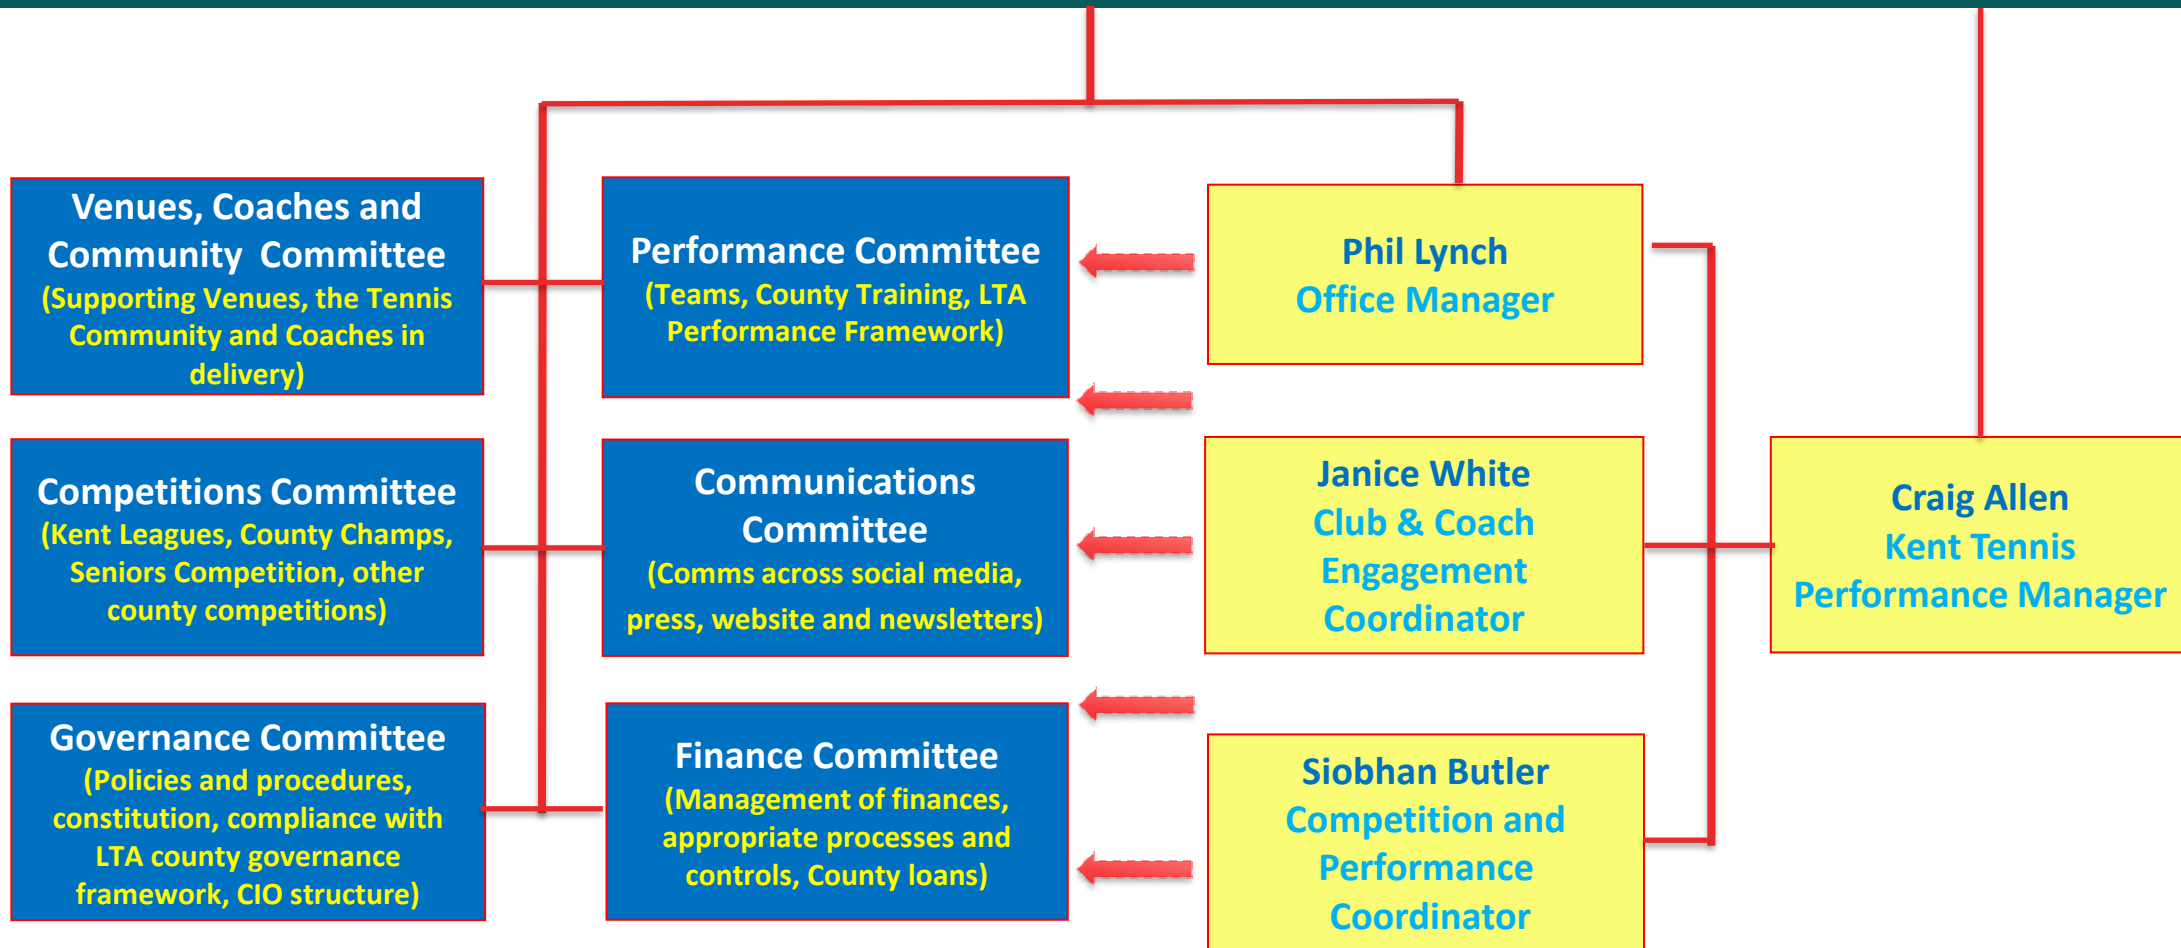 Venues, Coaches and
Community Committee
(Supporting Venues, the Tennis
Community and Coaches in
delivery)
Performance Committee
(Teams, County Training, LTA
Performance Framework)
Phil Lynch
Office Manager
Competitions Committee
(Kent Leagues, County Champs,
Seniors Competition, other
county competitions)
Communications
Committee
(Comms across social media,
press, website and newsletters)
Janice White
Club & Coach
Engagement
Coordinator
Craig Allen
Kent Tennis
Performance Manager
Governance Committee
(Policies and procedures,
constitution, compliance with
LTA county governance
framework, CIO structure)
Finance Committee
(Management of finances,
appropriate processes and
controls, County loans)
Siobhan Butler
Competition and
Performance
Coordinator